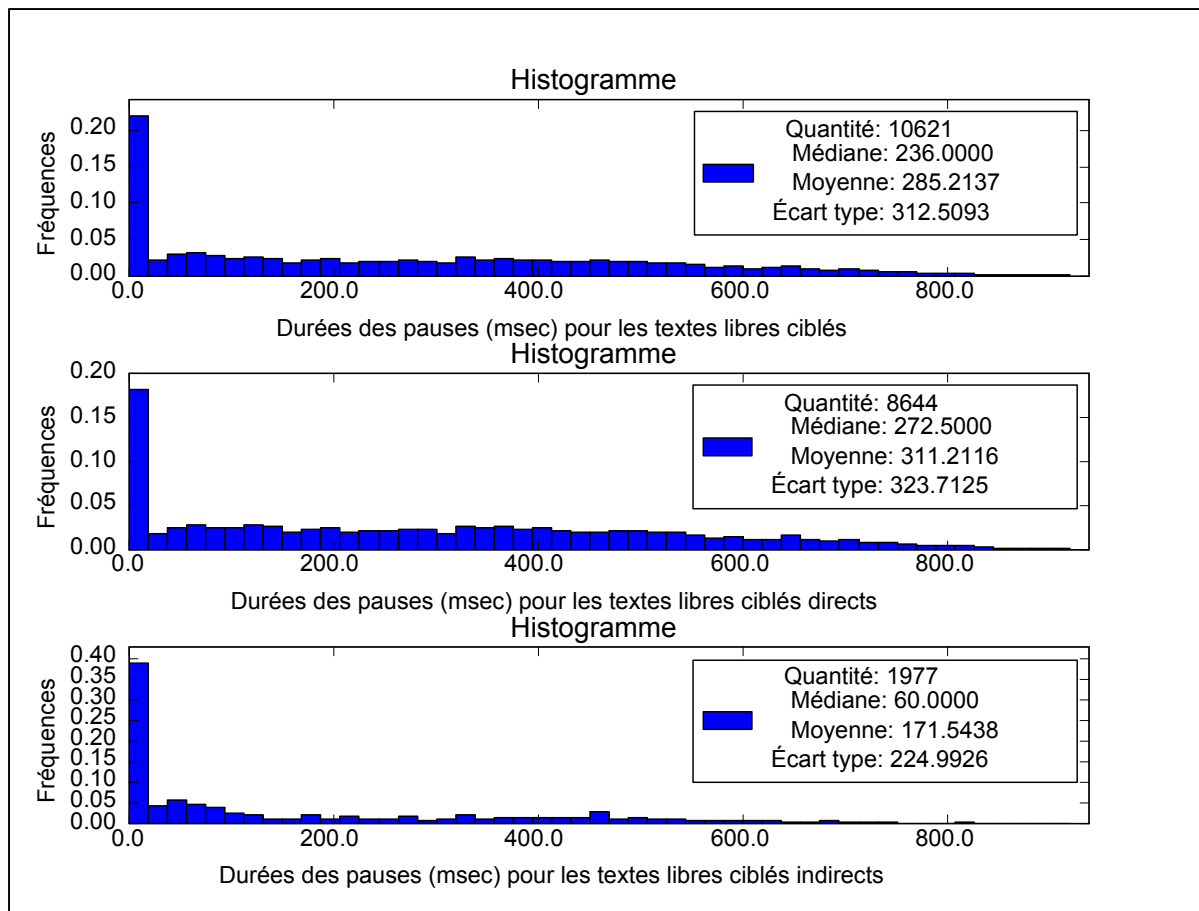 Histogramme
Fréquences
0.20
0.15
0.10
0.05
0.00
Quantité: 10621
Médiane: 236.0000
Moyenne: 285.2137
Écart type: 312.5093
0.0 200.0 400.0 600.0 800.0
Durées des pauses (msec) pour les textes libres ciblés
Histogramme
Fréquences
0.20
0.15
0.10
0.05
0.00
Quantité: 8644
Médiane: 272.5000
Moyenne: 311.2116
Écart type: 323.7125
0.0 200.0 400.0 600.0 800.0
Durées des pauses (msec) pour les textes libres ciblés directs
Histogramme
Fréquences
0.40
0.35
0.30
0.25
0.20
0.15
0.10
0.05
0.00
Quantité: 1977
Médiane: 60.0000
Moyenne: 171.5438
Écart type: 224.9926
0.0 200.0 400.0 600.0 800.0
Durées des pauses (msec) pour les textes libres ciblés indirects